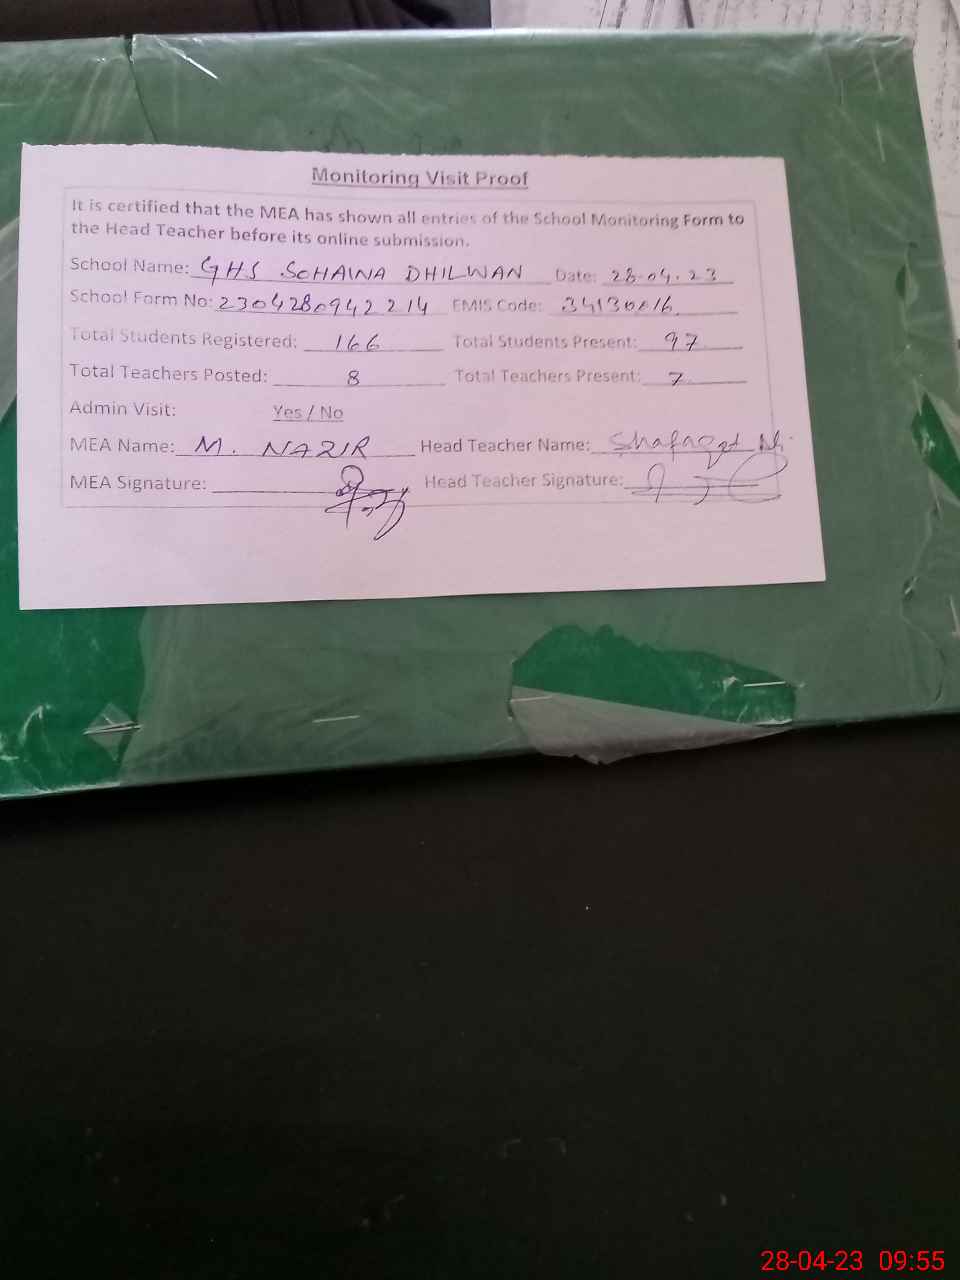 Monitoring Visit Proof
It is certified that the MEA has shown all entries of the School Monitoring Form to
the Head Teacher before its online submission.
School Name: GHS SOHAINA DHILWAN Date: 28.04.23
School Form No: 2304280942214 EMIS Code: 34130016
Total Students Registered: 166 Total Students Present: 97
Total Teachers Posted: 8 Total Teachers Present: 7
Admin Visit: Yes / No
MEA Name: M. NAZIR Head Teacher Name: Shafaqat
MEA Signature: Head Teacher Signature:
28-04-23 09:55